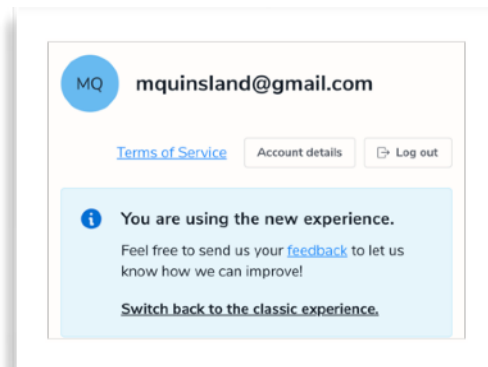 MQ
mquinsland@gmail.com
Terms of Service
Account details
Log out
You are using the new experience.
Feel free to send us your feedback to let us
know how we can improve!
Switch back to the classic experience.